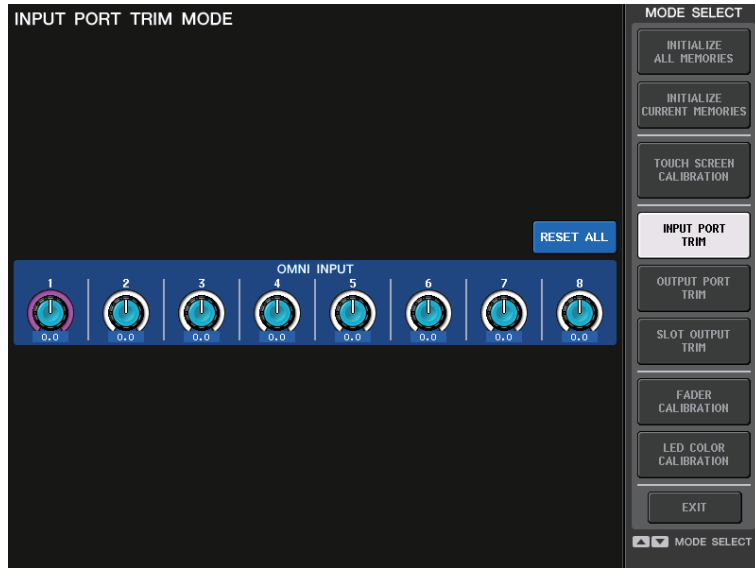 INPUT PORT TRIM MODE
RESET ALL
OMNI INPUT
1 2 3 4 5 6 7 8
0.0 0.0 0.0 0.0 0.0 0.0 0.0 0.0
MODE SELECT
INITIALIZE
ALL MEMORIES
INITIALIZE
CURRENT MEMORIES
TOUCH SCREEN
CALIBRATION
INPUT PORT
TRIM
OUTPUT PORT
TRIM
SLOT OUTPUT
TRIM
FADER
CALIBRATION
LED COLOR
CALIBRATION
EXIT
MODE SELECT